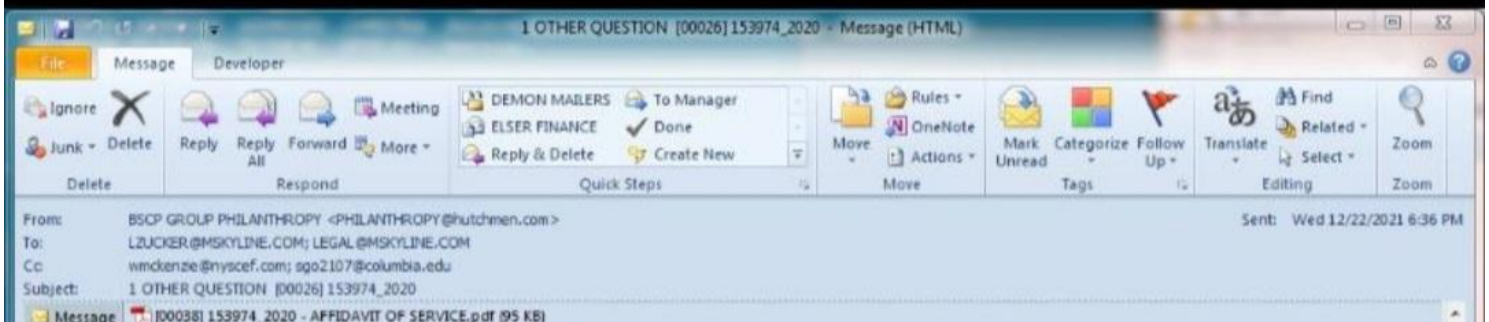 1 OTHER QUESTION [00026] 153974_2020 - Message (HTML)
File Message Developer
Ignore Meeting DEMON MAILERS To Manager Rules Find
ELSER FINANCE Done OneNote Related
Junk Delete Reply Reply All Forward More Reply & Delete Create New Move Actions Mark Unread Categorize Follow Up Translate Select Zoom
Delete Respond Quick Steps Move Tags Editing Zoom
From: BSCP GROUP PHILANTHROPY <PHILANTHROPY@hutchmen.com> Sent: Wed 12/22/2021 6:36 PM
To: LZUCKER@MSKYLINE.COM; LEGAL@MSKYLINE.COM
Cc: wmckenzie@nyscef.com; sgo2107@columbia.edu
Subject: 1 OTHER QUESTION [00026] 153974_2020
Message [00038] 153974_2020 - AFFIDAVIT OF SERVICE.pdf (95 KB)